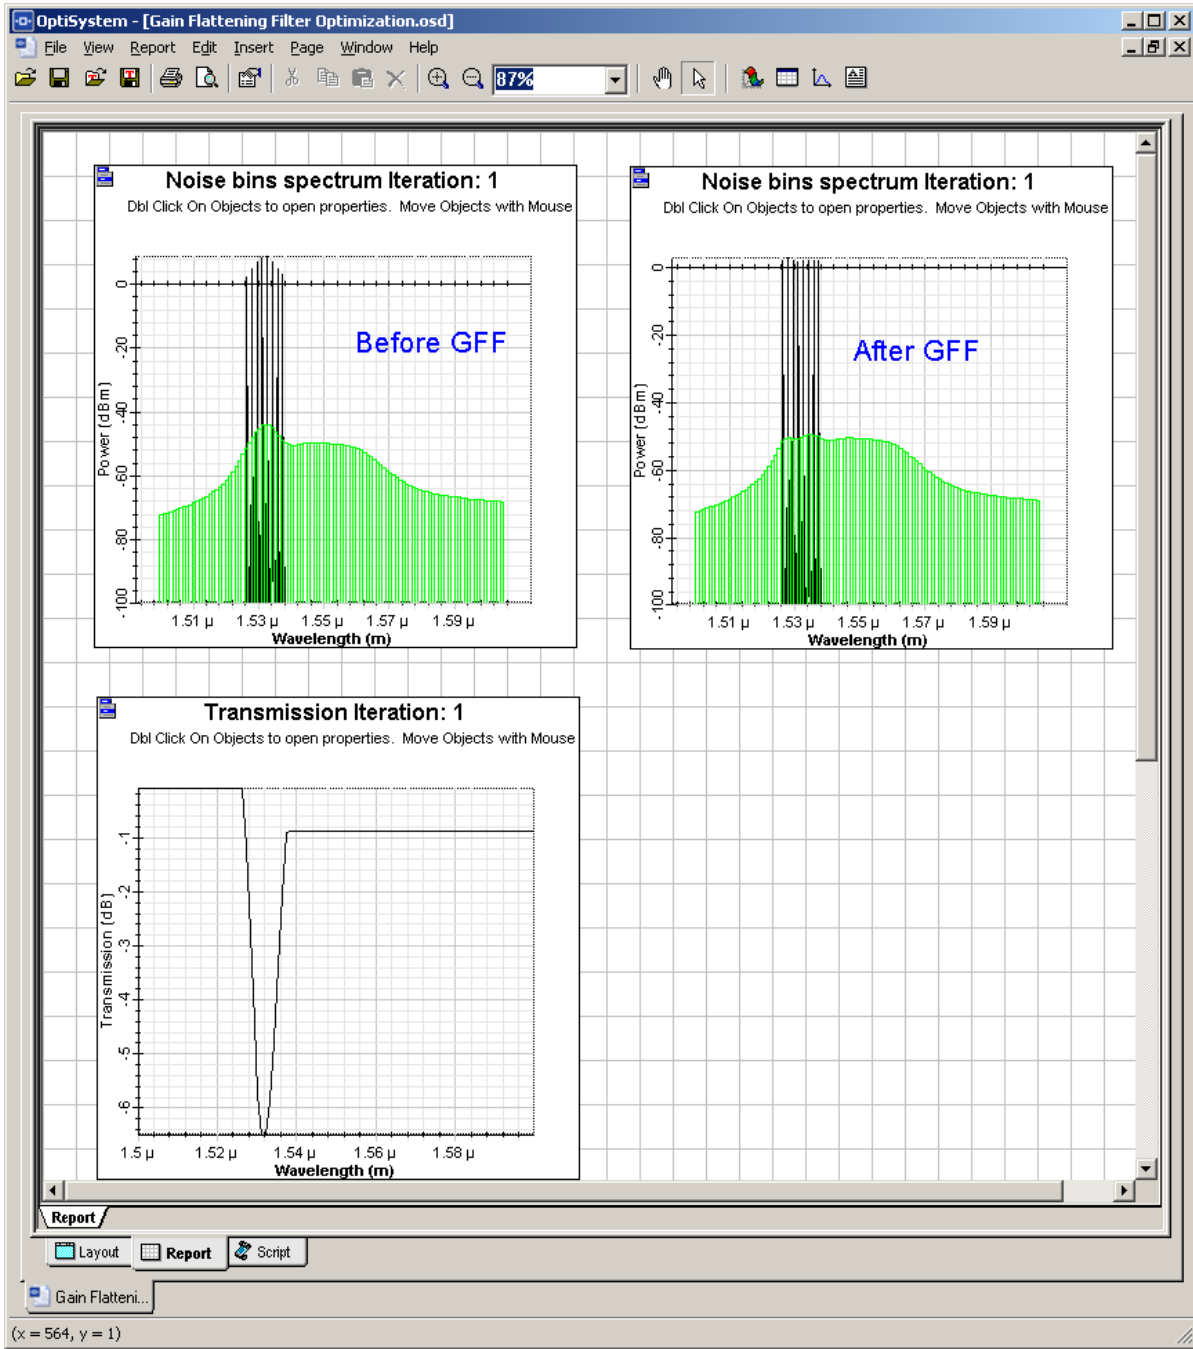 OptiSystem - [Gain Flattening Filter Optimization.osd]
File View Report Edit Insert Page Window Help
87%
Noise bins spectrum Iteration: 1
Dbl Click On Objects to open properties. Move Objects with Mouse
Before GFF
Power (dBm)
0
-20
-40
-60
-80
-100
1.51 µ 1.53 µ 1.55 µ 1.57 µ 1.59 µ
Wavelength (m)
Noise bins spectrum Iteration: 1
Dbl Click On Objects to open properties. Move Objects with Mouse
After GFF
Power (dBm)
0
-20
-40
-60
-80
-100
1.51 µ 1.53 µ 1.55 µ 1.57 µ 1.59 µ
Wavelength (m)
Transmission Iteration: 1
Dbl Click On Objects to open properties. Move Objects with Mouse
Transmission (dB)
-1
-2
-3
-4
-5
-6
1.5 µ 1.52 µ 1.54 µ 1.56 µ 1.58 µ
Wavelength (m)
Report
Layout Report Script
Gain Flatteni...
(x = 564, y = 1)